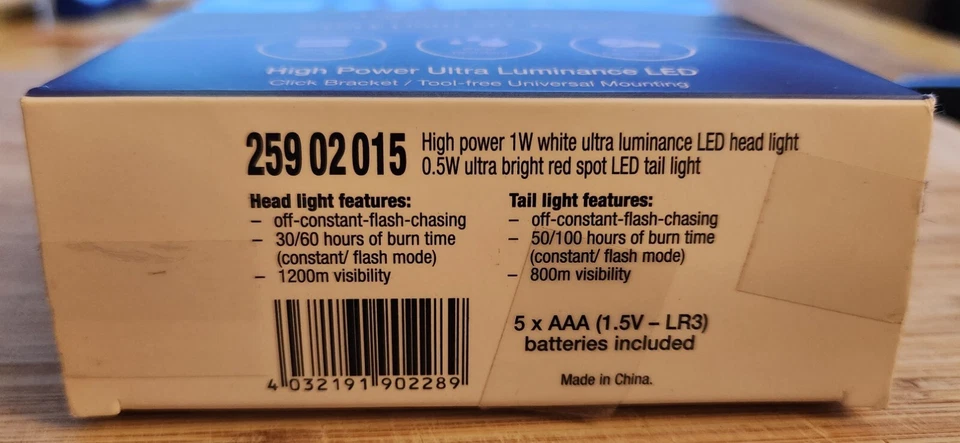 High Power Ultra Luminance LED
Click Bracket / Tool-free Universal Mounting
259 02 015
High power 1W white ultra luminance LED head light
0.5W ultra bright red spot LED tail light
Head light features:
– off-constant-flash-chasing
– 30/60 hours of burn time
(constant/ flash mode)
– 1200m visibility
Tail light features:
– off-constant-flash-chasing
– 50/100 hours of burn time
(constant/ flash mode)
– 800m visibility
4 032191 902289
5 x AAA (1.5V – LR3)
batteries included
Made in China.